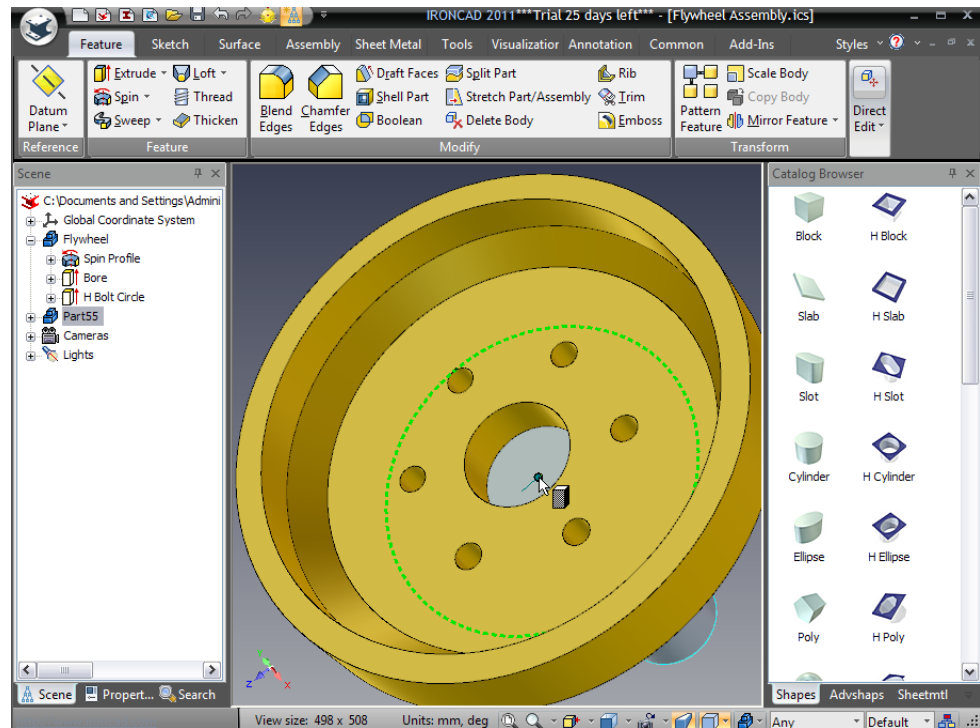 IRONCAD 2011***Trial 25 days left*** - [Flywheel Assembly.ics]
Feature Sketch Surface Assembly Sheet Metal Tools Visualization Annotation Common Add-Ins Styles
Datum Plane
Extrude Loft
Spin Thread
Sweep Thicken
Blend Edges
Chamfer Edges
Draft Faces Split Part Rib
Shell Part Stretch Part/Assembly Trim
Boolean Delete Body Emboss
Pattern Feature
Scale Body
Copy Body
Mirror Feature
Direct Edit
Reference Feature Modify Transform
Scene
C:\Documents and Settings\Admini
Global Coordinate System
Flywheel
Spin Profile
Bore
H Bolt Circle
Part55
Cameras
Lights
z x
Catalog Browser
Block H Block
Slab H Slab
Slot H Slot
Cylinder H Cylinder
Ellipse H Ellipse
Poly H Poly
Scene Propert... Search
Shapes Advshaps Sheetmtl
View size: 498 x 508 Units: mm, deg Any Default